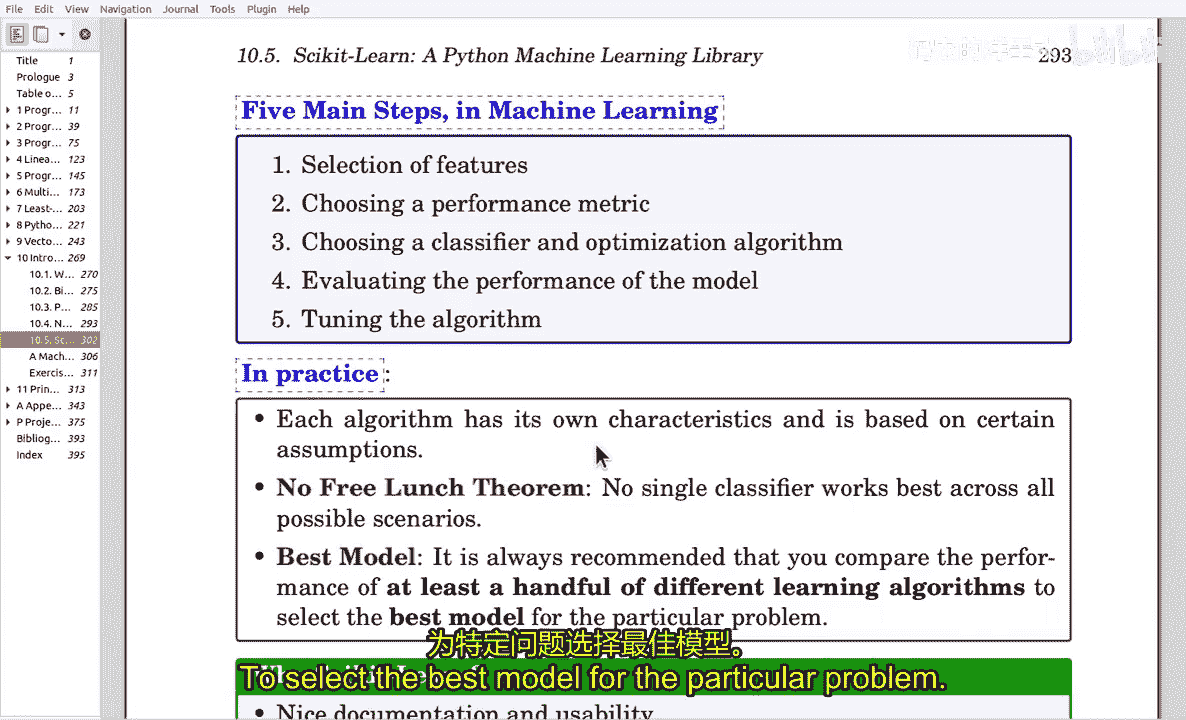 File Edit View Navigation Journal Tools Plugin Help
Title 1
Prologue 3
Table o... 5
1 Progr... 11
2 Progr... 39
3 Progr... 75
4 Linea... 123
5 Progr... 145
6 Multi... 173
7 Least-... 203
8 Pytho... 221
9 Vecto... 243
10 Intro... 269
10.1. W... 270
10.2. Bi... 275
10.3. P... 285
10.4. N... 293
10.5. Sc... 302
A Mach... 306
Exercis... 311
11 Prin... 313
A Appe... 343
P Proje... 375
Bibliog... 393
Index 395
10.5. Scikit-Learn: A Python Machine Learning Library 293
Five Main Steps, in Machine Learning
1. Selection of features
2. Choosing a performance metric
3. Choosing a classifier and optimization algorithm
4. Evaluating the performance of the model
5. Tuning the algorithm
In practice:
• Each algorithm has its own characteristics and is based on certain
assumptions.
• No Free Lunch Theorem: No single classifier works best across all
possible scenarios.
• Best Model: It is always recommended that you compare the perfor-
mance of at least a handful of different learning algorithms to
select the best model for the particular problem.
为特定问题选择最佳模型。
To select the best model for the particular problem.
• Nice documentation and usability